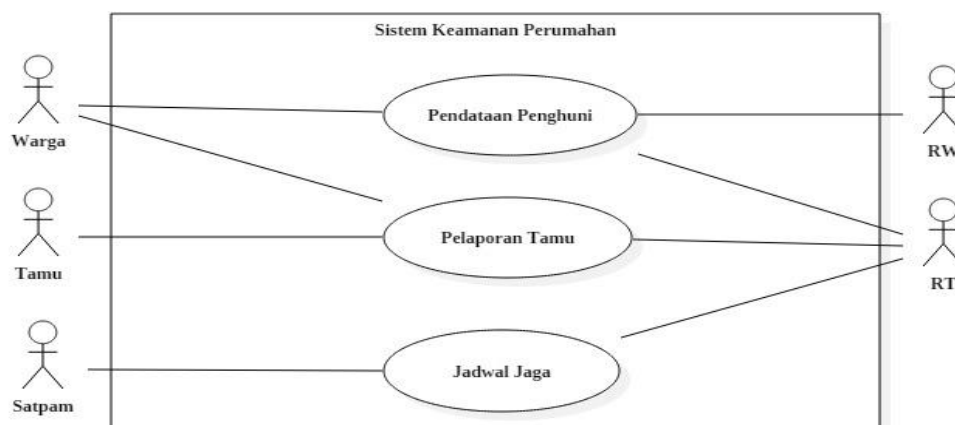 Sistem Keamanan Perumahan
Pendataan Penghuni
Warga
RW
Pelaporan Tamu
Tamu
RT
Jadwal Jaga
Satpam